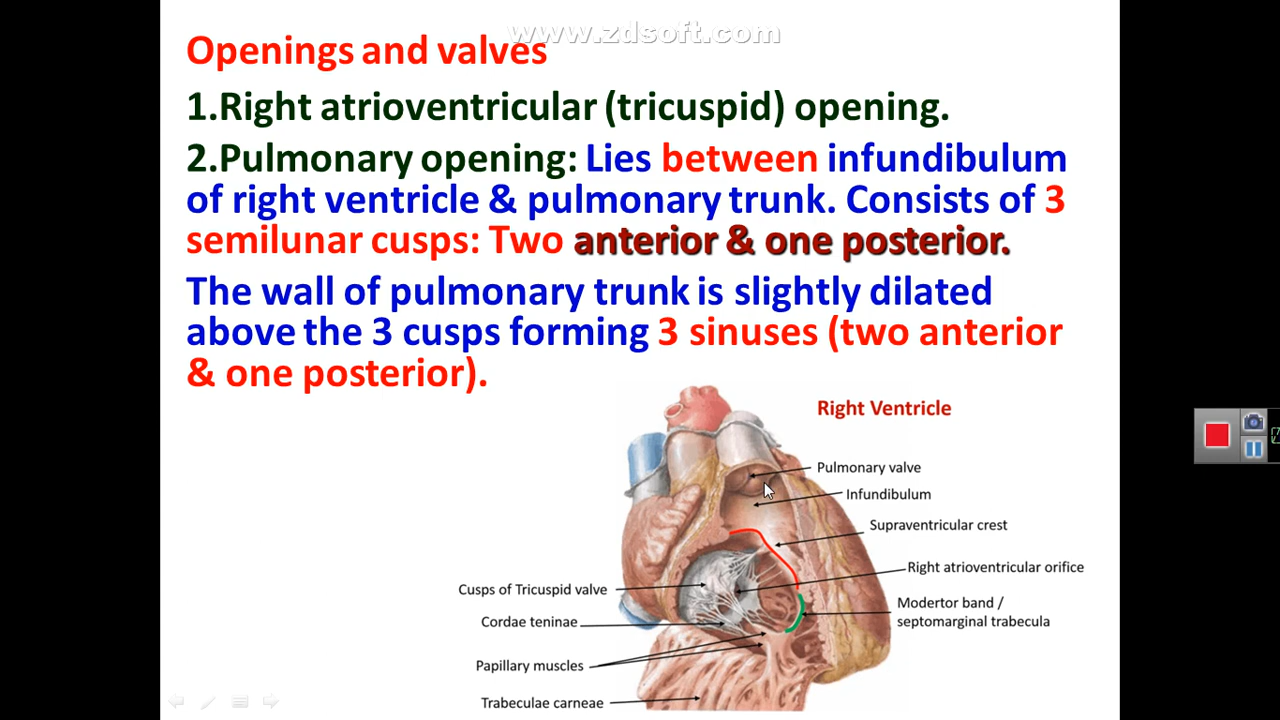 www.zdsoft.com
Openings and valves
1.Right atrioventricular (tricuspid) opening.
2.Pulmonary opening: Lies between infundibulum
of right ventricle & pulmonary trunk. Consists of 3
semilunar cusps: Two anterior & one posterior.
The wall of pulmonary trunk is slightly dilated
above the 3 cusps forming 3 sinuses (two anterior
& one posterior).
Right Ventricle
Pulmonary valve
Infundibulum
Supraventricular crest
Right atrioventricular orifice
Cusps of Tricuspid valve
Modertor band /
septomarginal trabecula
Cordae teninae
Papillary muscles
Trabeculae carneae